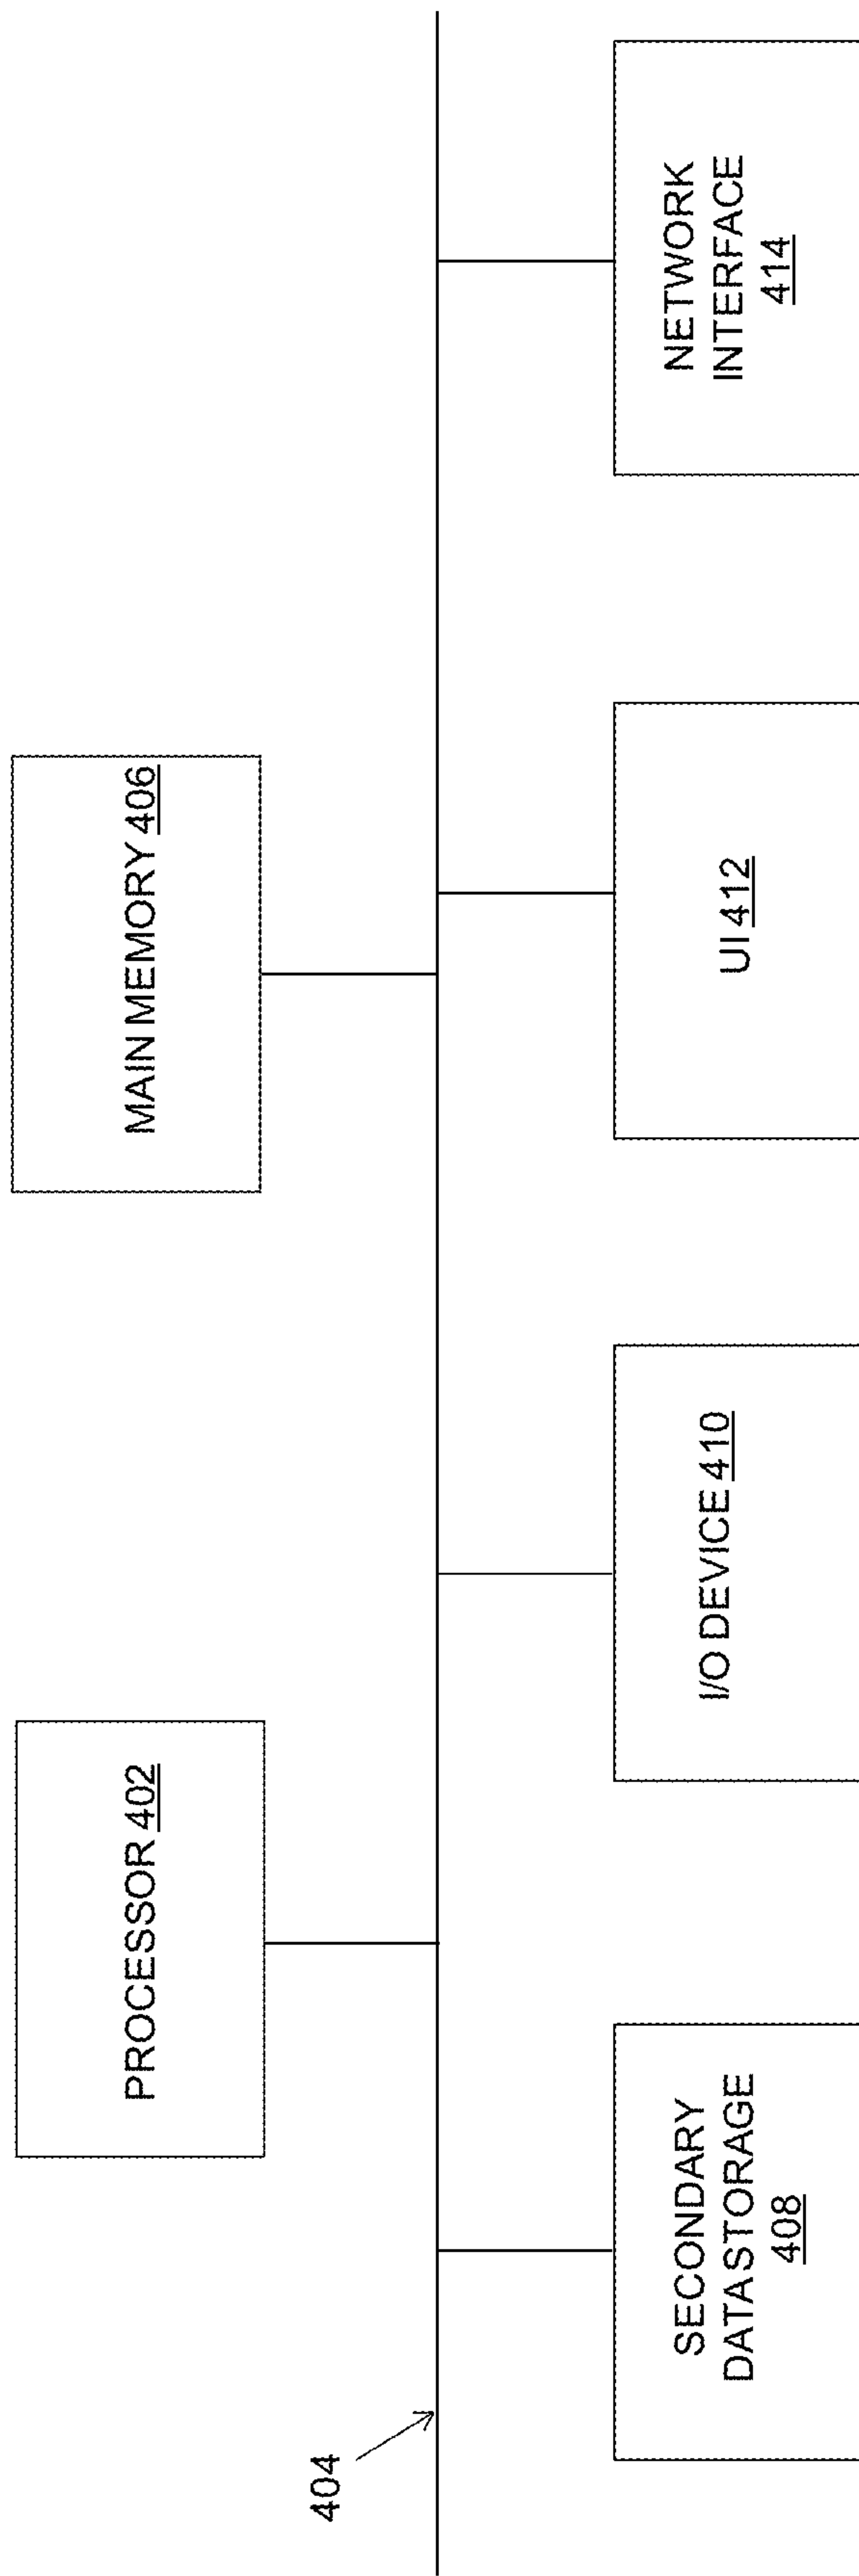 PROCESSOR 402
MAIN MEMORY 406
404
SECONDARY
DATA STORAGE
408
I/O DEVICE 410
UI 412
NETWORK
INTERFACE
414